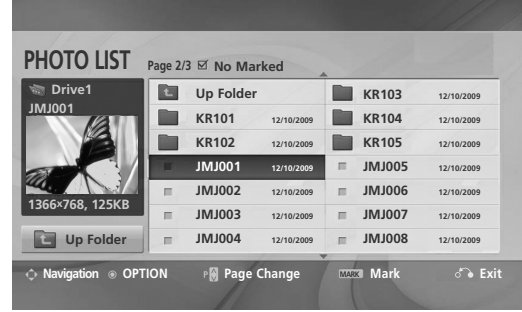 PHOTO LIST
Page 2/3 No Marked
Drive1
JMJ001
1366×768, 125KB
Up Folder
Up Folder
KR101 12/10/2009
KR102 12/10/2009
JMJ001 12/10/2009
JMJ002 12/10/2009
JMJ003 12/10/2009
JMJ004 12/10/2009
KR103 12/10/2009
KR104 12/10/2009
KR105 12/10/2009
JMJ005 12/10/2009
JMJ006 12/10/2009
JMJ007 12/10/2009
JMJ008 12/10/2009
Navigation OPTION P Page Change MARK Mark Exit